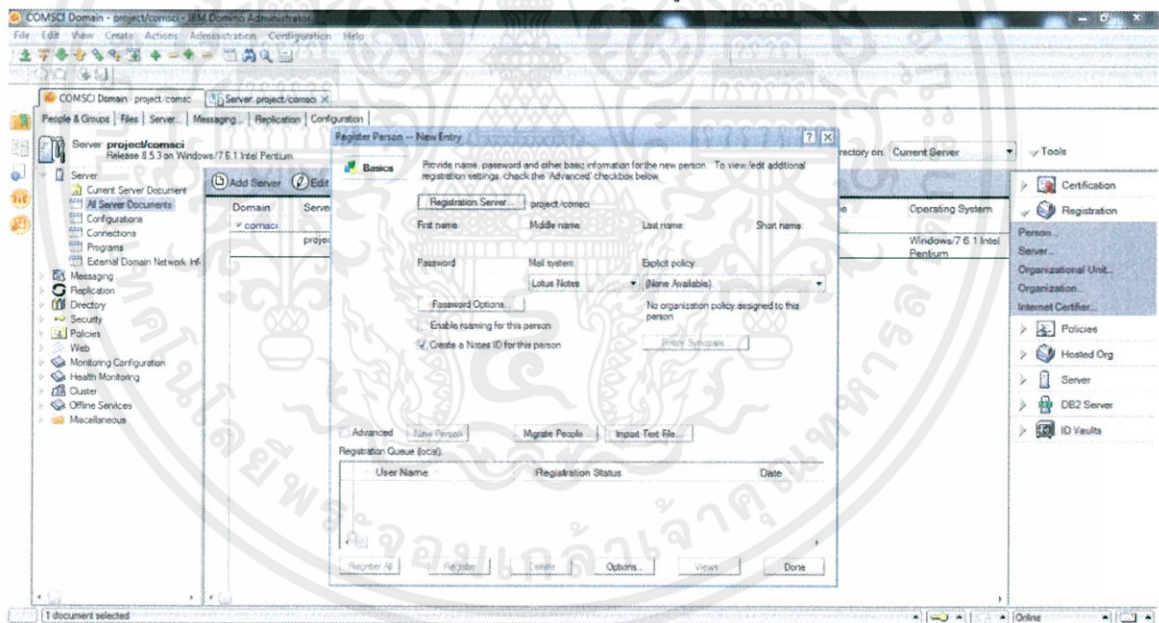 COMSCI Domain - project/comsci - IBM Domino Administrator
File Edit View Create Actions Administration Configuration Help
COMSCI Domain - project/comsci
Server: project/comsci
People & Groups Files Server... Messaging... Replication Configuration
Server: project/comsci
Release 8.5.3 on Windows/7 6.1 Intel Pentium
Server
Current Server Document
All Server Documents
Configurations
Connections
Programs
External Domain Network Inf
Messaging
Replication
Directory
Security
Policies
Web
Monitoring Configuration
Health Monitoring
Cluster
Offline Services
Miscellaneous
Add Server Edit
Domain Serve
comsci
projec
Register Person -- New Entry
Basics
Provide name, password and other basic information for the new person. To view/edit additional
registration settings, check the 'Advanced' checkbox below.
Registration Server... project/comsci
First name: Middle name: Last name: Short name:
Password Mail system: Explicit policy:
Lotus Notes (None Available)
Password Options... No organization policy assigned to this
person
Enable roaming for this person
Create a Notes ID for this person Policy Synopsis...
Advanced New Person Migrate People... Import Text File...
Registration Queue (local):
User Name Registration Status Date
Register All Register Delete Options... Views Done
rectory on: Current Server
Operating System
Windows/7 6.1 Intel
Pentium
Tools
Certification
Registration
Person...
Server...
Organizational Unit...
Organization...
Internet Certifier...
Policies
Hosted Org
Server
DB2 Server
ID Vaults
1 document selected
Online